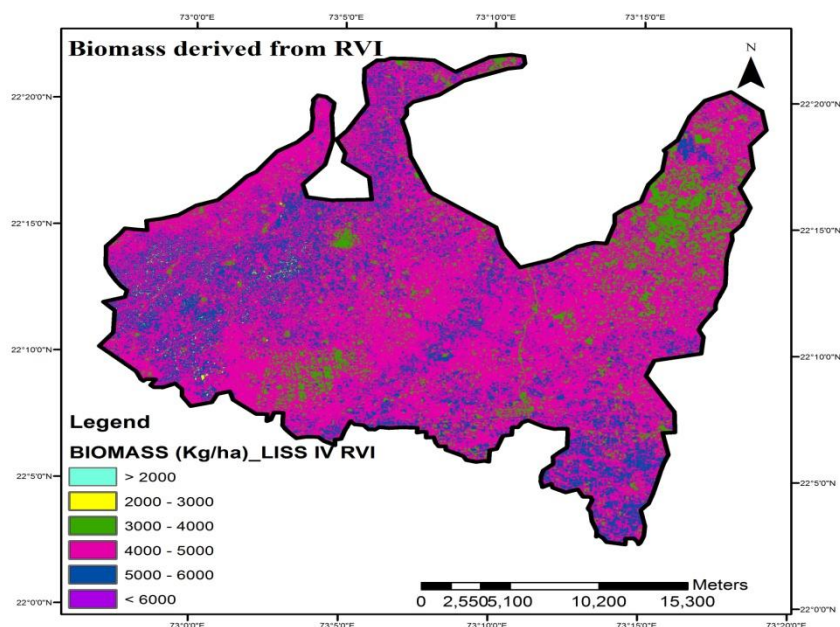 73°0'0"E 73°5'0"E 73°10'0"E 73°15'0"E
Biomass derived from RVI
N
22°20'0"N 22°20'0"N
22°15'0"N 22°15'0"N
22°10'0"N 22°10'0"N
Legend
BIOMASS (Kg/ha)_LISS IV RVI
> 2000
22°5'0"N 22°5'0"N
2000 - 3000
3000 - 4000
4000 - 5000
5000 - 6000
< 6000
Meters
0 2,5505,100 10,200 15,300
22°0'0"N 22°0'0"N
73°0'0"E 73°5'0"E 73°10'0"E 73°15'0"E 73°20'0"E